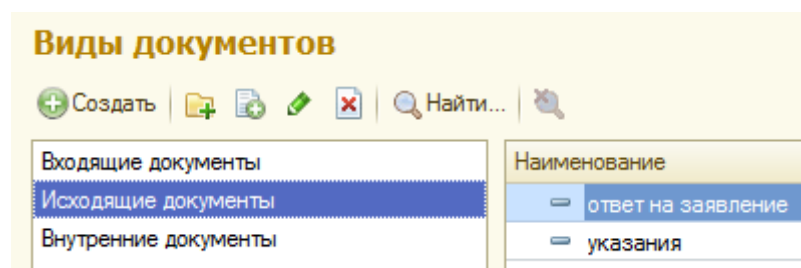 Виды документов
Создать Найти...
Входящие документы
Исходящие документы
Внутренние документы
Наименование
ответ на заявление
указания